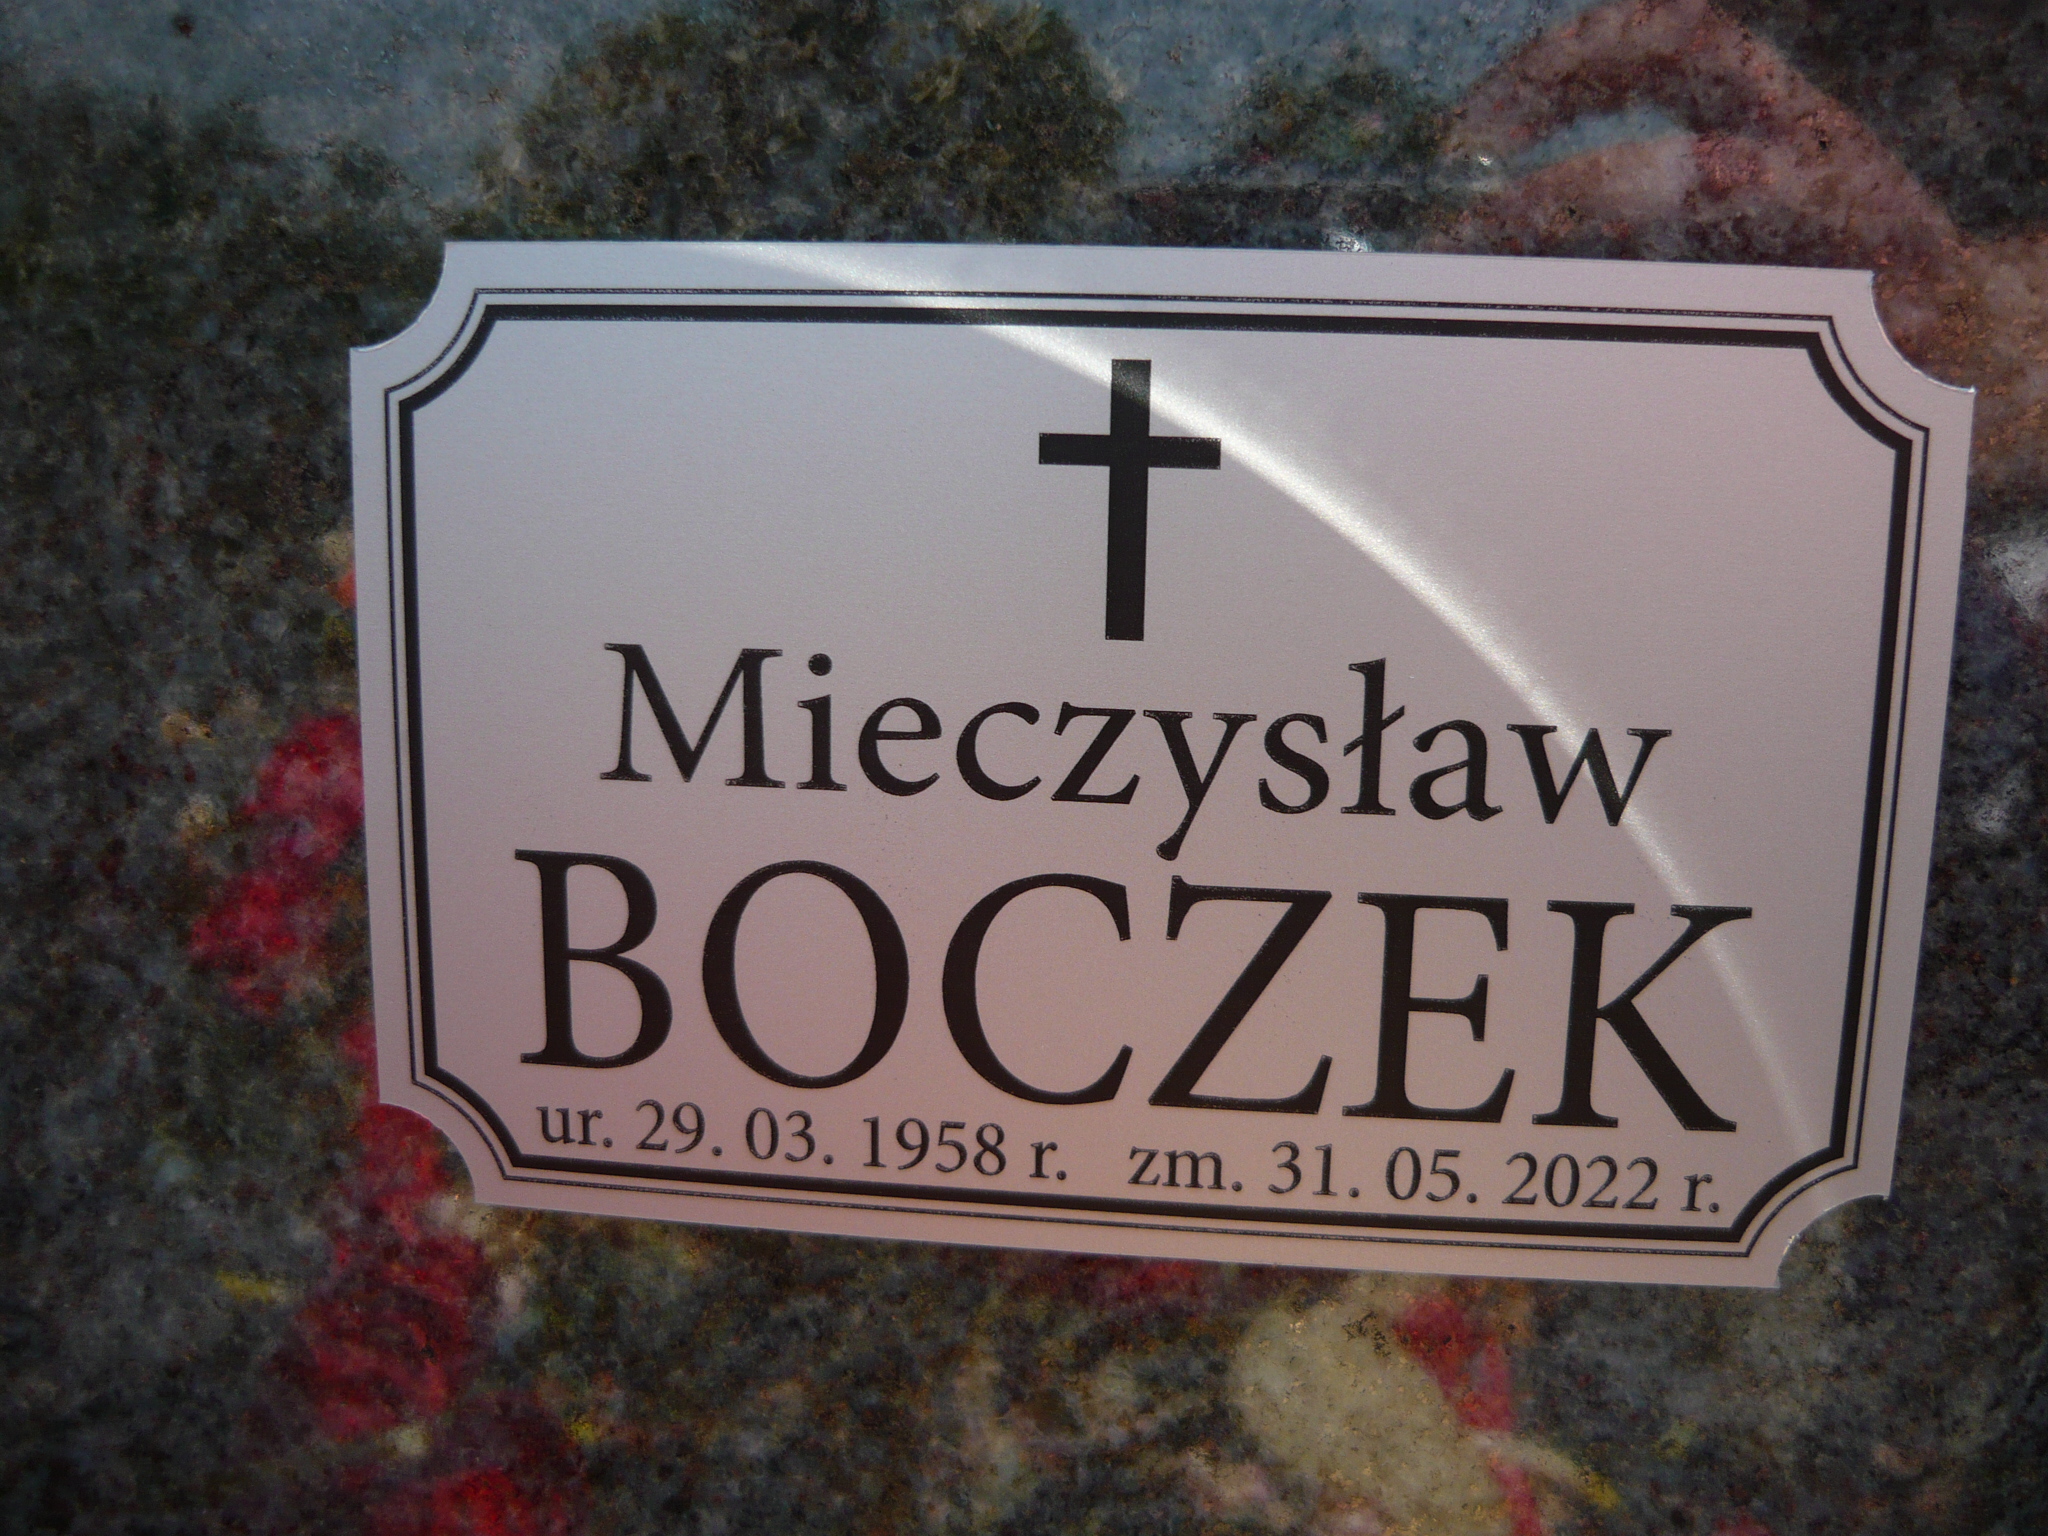 Mieczysław
BOCZEK
ur. 29. 03. 1958 r. zm. 31. 05. 2022 r.